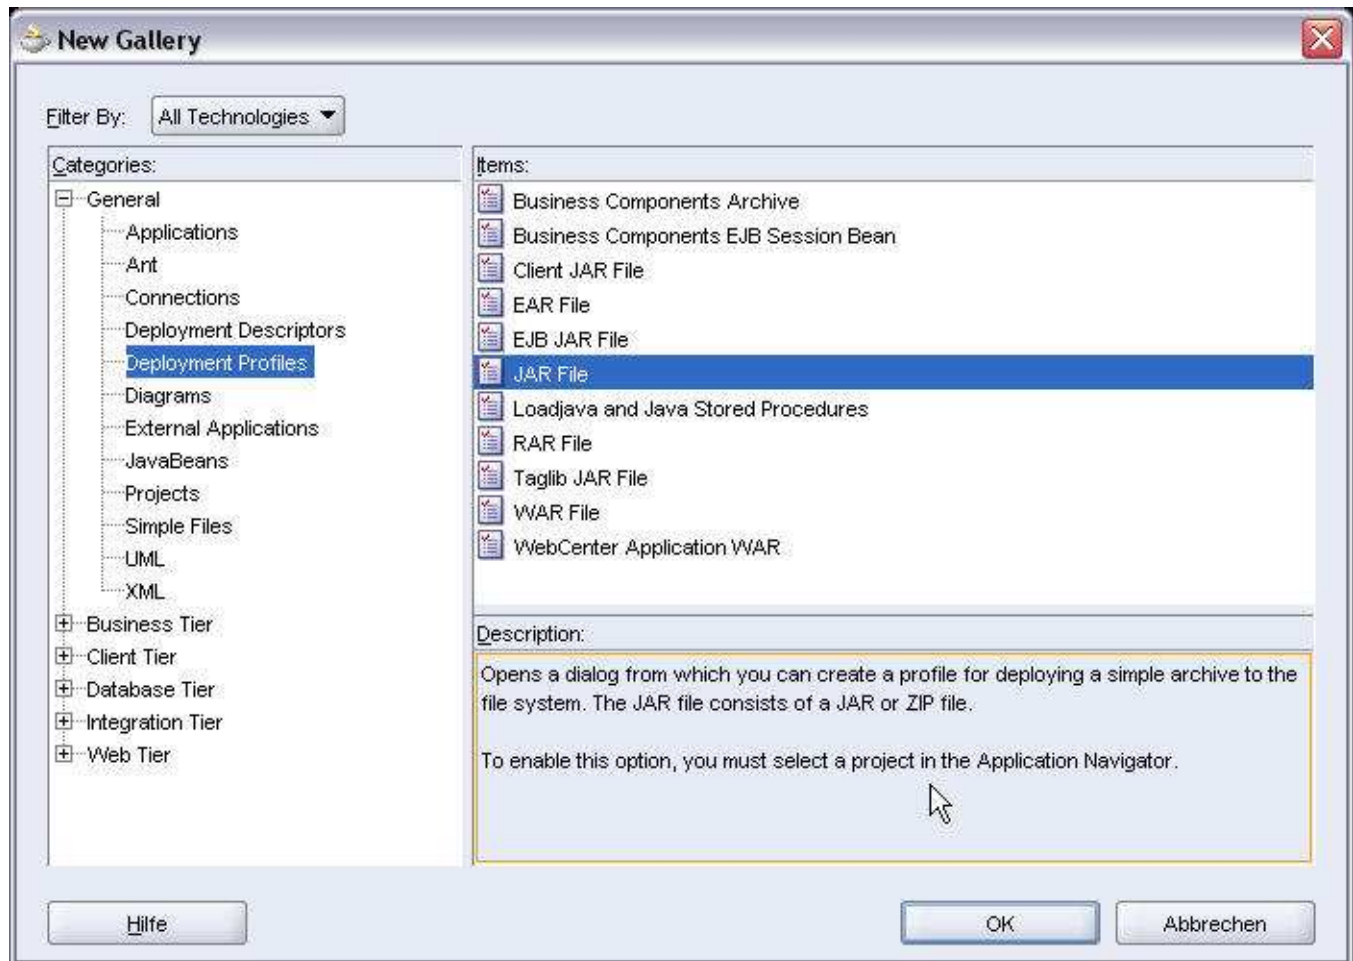 New Gallery
Filter By: All Technologies
Categories:
General
Applications
Ant
Connections
Deployment Descriptors
Deployment Profiles
Diagrams
External Applications
JavaBeans
Projects
Simple Files
UML
XML
Business Tier
Client Tier
Database Tier
Integration Tier
Web Tier
Items:
Business Components Archive
Business Components EJB Session Bean
Client JAR File
EAR File
EJB JAR File
JAR File
Loadjava and Java Stored Procedures
RAR File
Taglib JAR File
WAR File
WebCenter Application WAR
Description:
Opens a dialog from which you can create a profile for deploying a simple archive to the
file system. The JAR file consists of a JAR or ZIP file.
To enable this option, you must select a project in the Application Navigator.
Hilfe
OK
Abbrechen